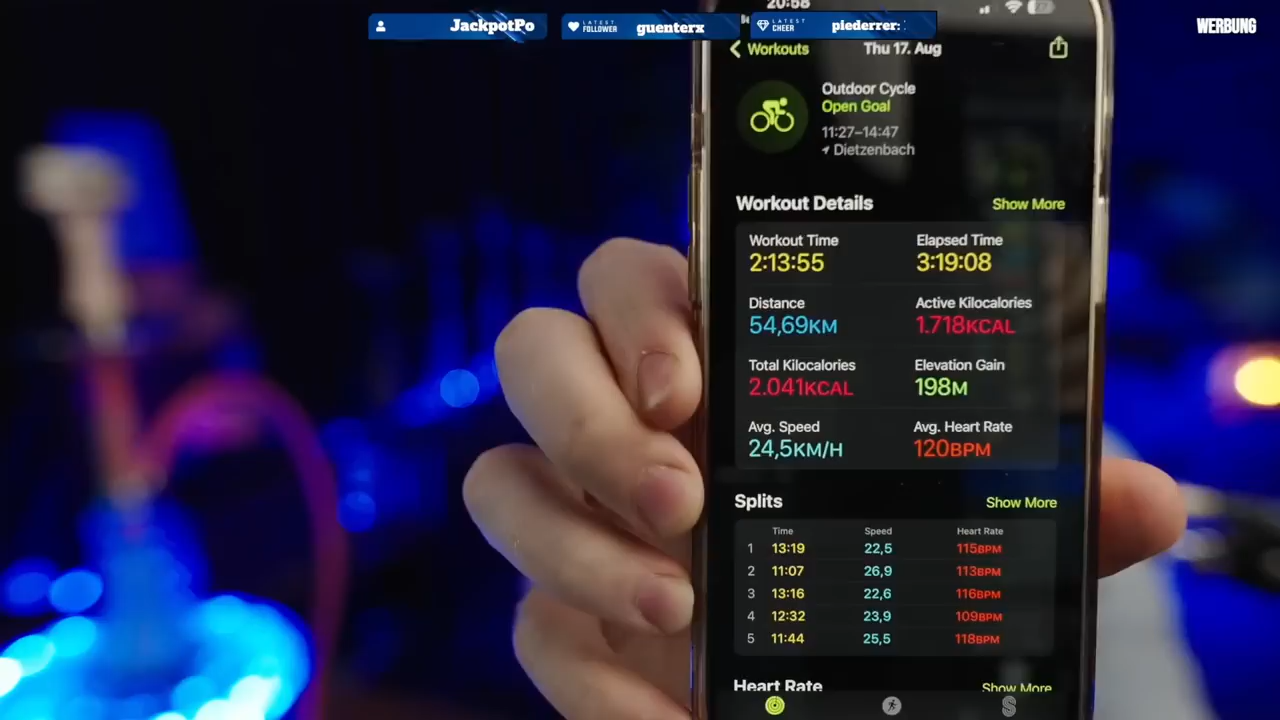 JackpotPo
LATEST FOLLOWER guenterx
LATEST CHEER piederrer:
WERBUNG
20:58
Workouts
Thu 17. Aug
Outdoor Cycle
Open Goal
11:27–14:47
Dietzenbach
Workout Details Show More
Workout Time Elapsed Time
2:13:55 3:19:08
Distance Active Kilocalories
54,69KM 1.718KCAL
Total Kilocalories Elevation Gain
2.041KCAL 198M
Avg. Speed Avg. Heart Rate
24,5KM/H 120BPM
Splits Show More
Time Speed Heart Rate
1 13:19 22,5 115BPM
2 11:07 26,9 113BPM
3 13:16 22,6 116BPM
4 12:32 23,9 109BPM
5 11:44 25,5 118BPM
Heart Rate Show More